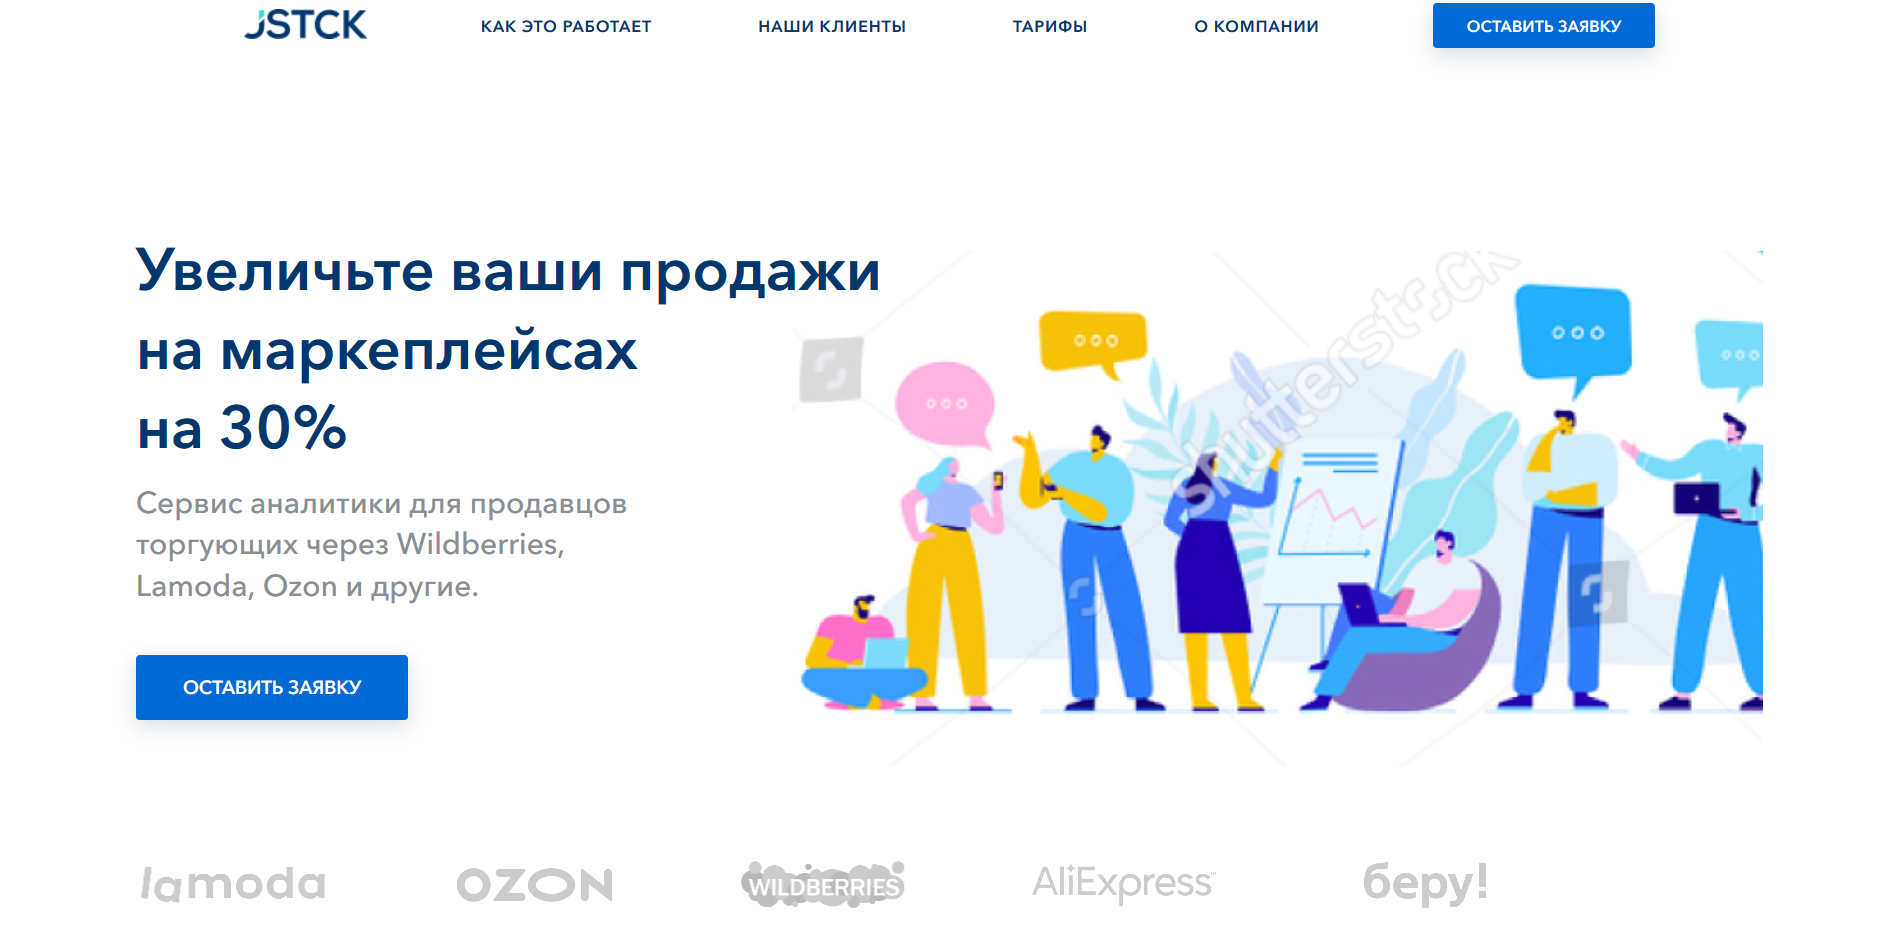 JSTCK
КАК ЭТО РАБОТАЕТ
НАШИ КЛИЕНТЫ
ТАРИФЫ
О КОМПАНИИ
ОСТАВИТЬ ЗАЯВКУ
Увеличьте ваши продажи
на маркеплейсах
на 30%
shutterstock
Сервис аналитики для продавцов
торгующих через Wildberries,
Lamoda, Ozon и другие.
ОСТАВИТЬ ЗАЯВКУ
lamoda
OZON
WILDBERRIES
AliExpress™
беру!